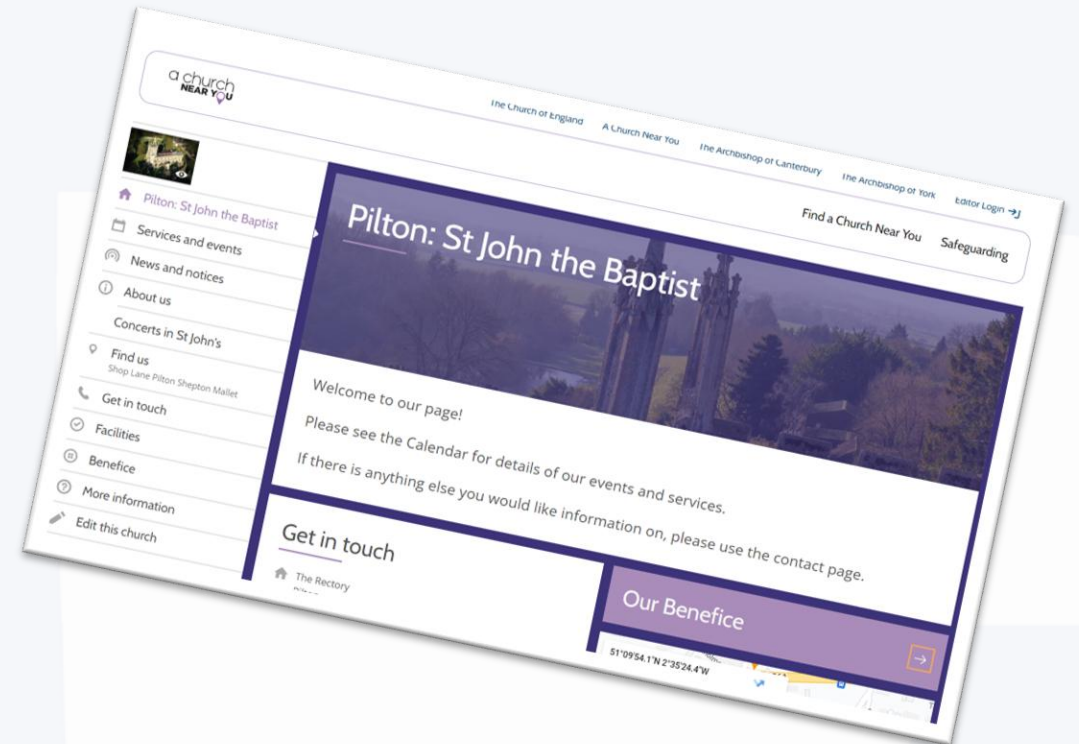 a church
NEAR YOU
The Church of England
A Church Near You
The Archbishop of Canterbury
The Archbishop of York
Editor Login
Find a Church Near You
Safeguarding
Pilton: St John the Baptist
Services and events
News and notices
About us
Concerts in St John's
Find us
Shop Lane Pilton Shepton Mallet
Get in touch
Facilities
Benefice
More information
Edit this church
Pilton: St John the Baptist
Welcome to our page!
Please see the Calendar for details of our events and services.
If there is anything else you would like information on, please use the contact page.
Get in touch
The Rectory
Our Benefice
51°09'54.1"N 2°35'24.4"W